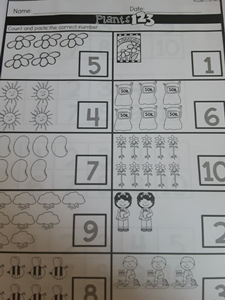 Name
Plants 123
Count and paste the correct number.
5 1
SOIL SOIL SOIL
SOIL SOIL SOIL
4 6
7 10
9 2
8 3